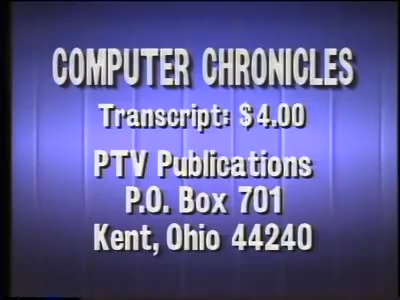 COMPUTER CHRONICLES
Transcript: $4.00
PTV Publications
P.O. Box 701
Kent, Ohio 44240